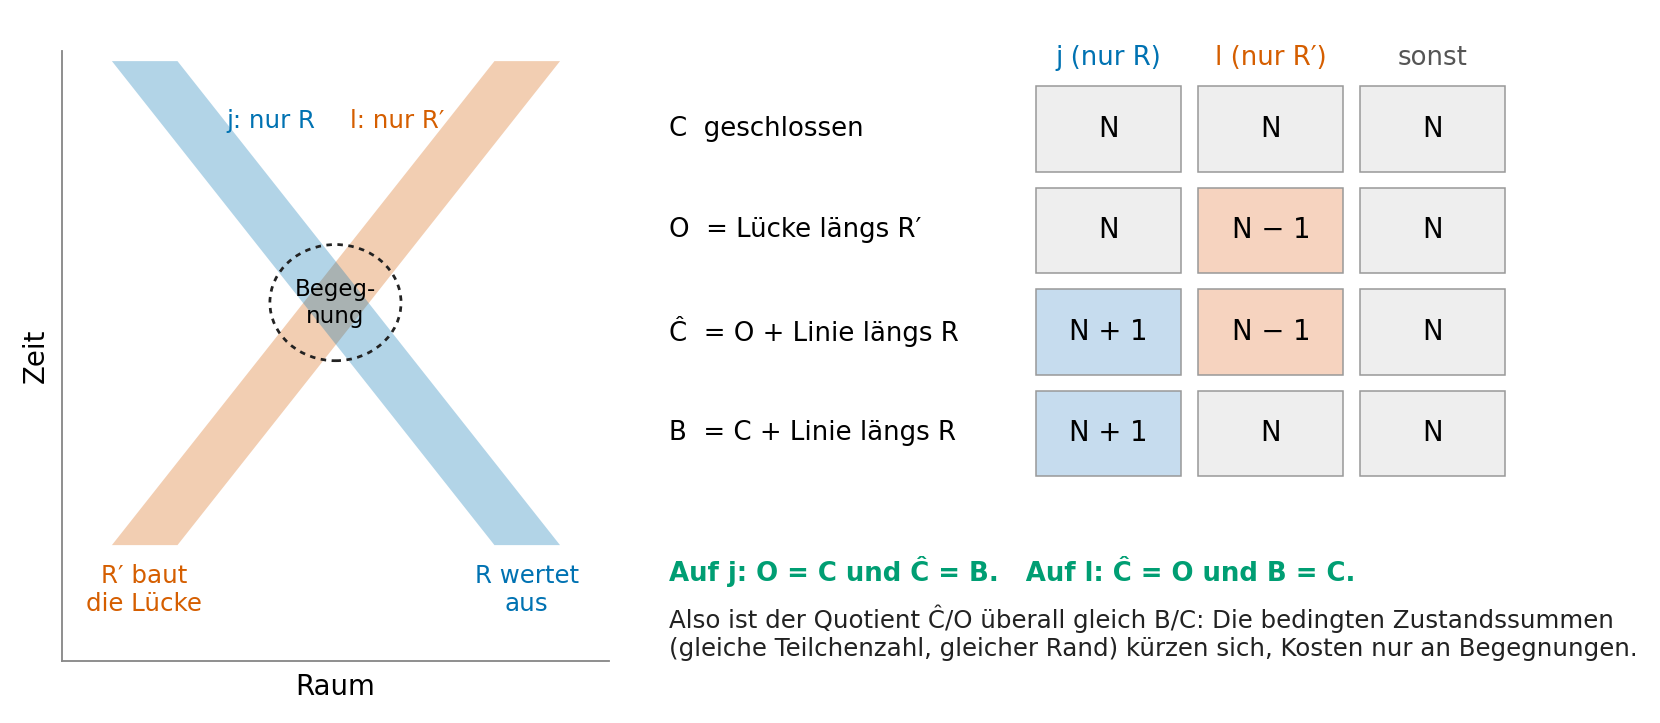 j: nur R
l: nur R′
Begeg-
nung
R′ baut
die Lücke
R wertet
aus
Zeit
Raum
j (nur R)
l (nur R′)
sonst
C geschlossen
N
N
N
O = Lücke längs R′
N
N − 1
N
Ĉ = O + Linie längs R
N + 1
N − 1
N
B = C + Linie längs R
N + 1
N
N
Auf j: O = C und Ĉ = B. Auf l: Ĉ = O und B = C.
Also ist der Quotient Ĉ/O überall gleich B/C: Die bedingten Zustandssummen
(gleiche Teilchenzahl, gleicher Rand) kürzen sich, Kosten nur an Begegnungen.